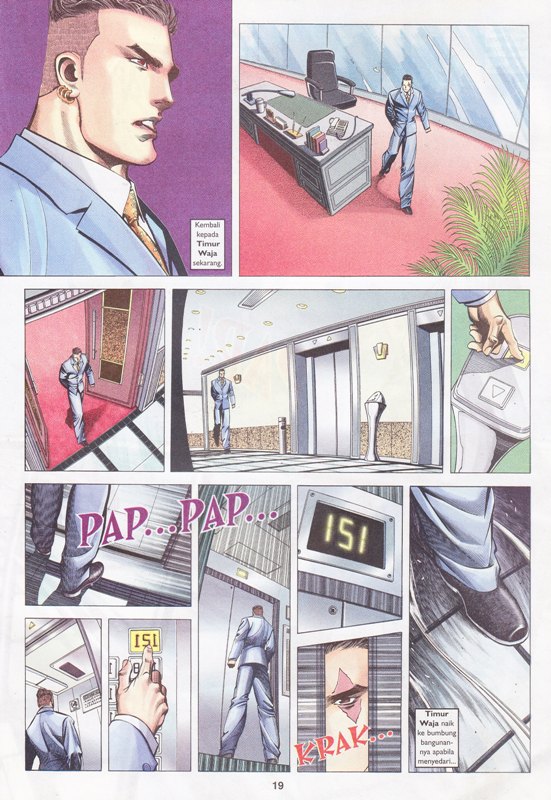 Kembali
kepada
Timur
Waja
sekarang.
PAP...PAP...
151
151
KRAK...
Timur
Waja naik
ke bumbung
bangunan-
nya apabila
menyedari...
19